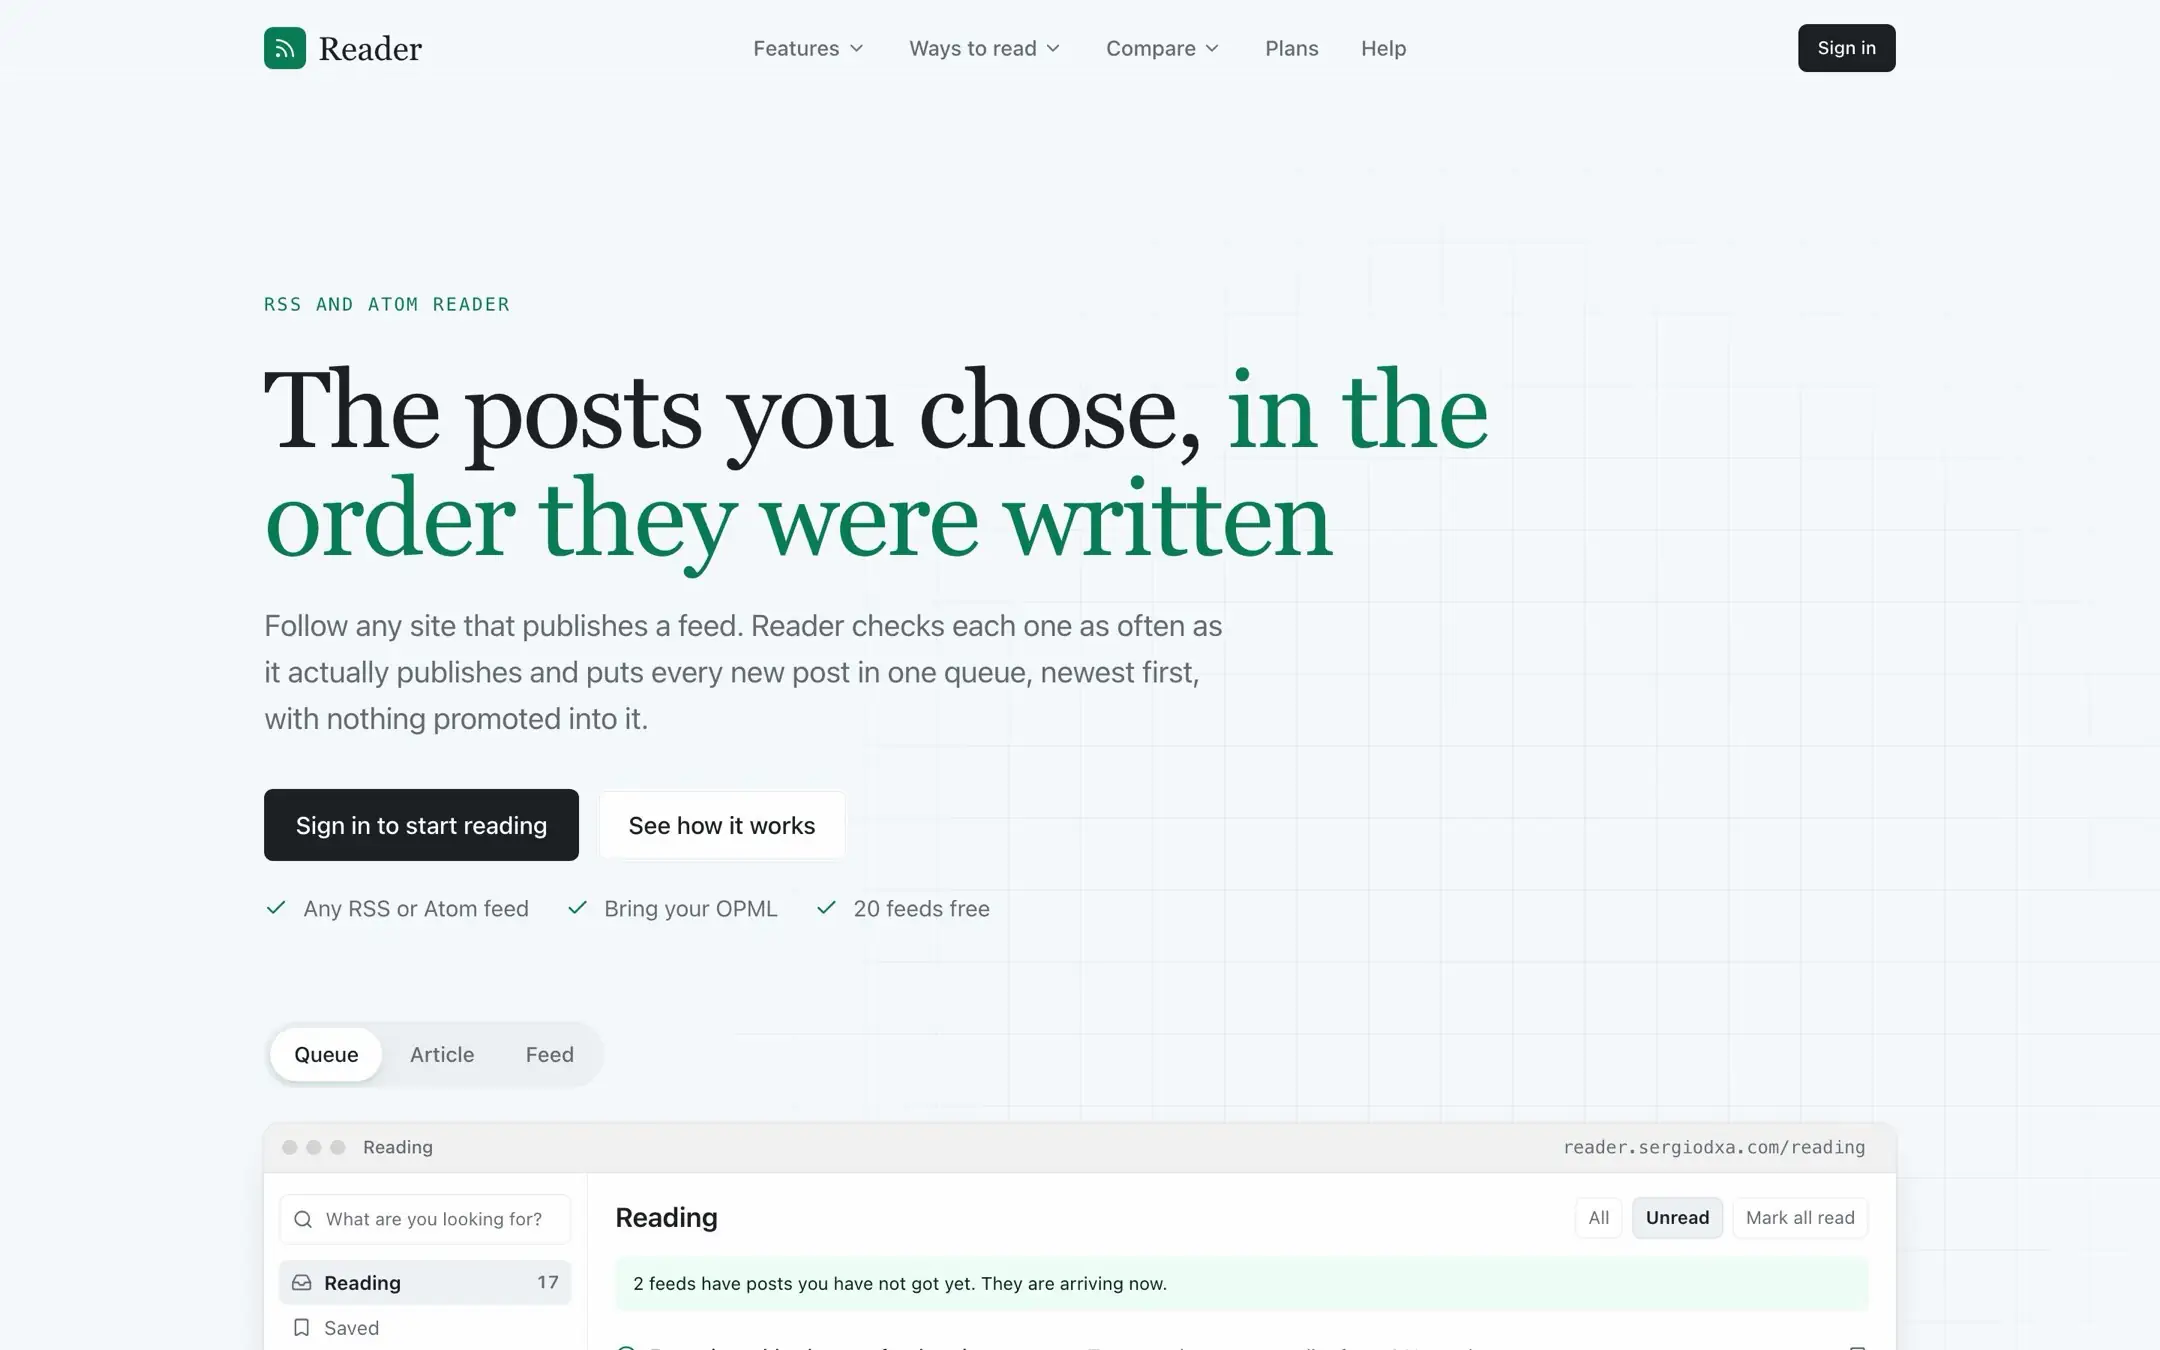 Reader
Features
Ways to read
Compare
Plans
Help
Sign in
RSS AND ATOM READER
The posts you chose, in the
order they were written
Follow any site that publishes a feed. Reader checks each one as often as
it actually publishes and puts every new post in one queue, newest first,
with nothing promoted into it.
Sign in to start reading
See how it works
Any RSS or Atom feed
Bring your OPML
20 feeds free
Queue
Article
Feed
Reading
reader.sergiodxa.com/reading
What are you looking for?
Reading 17
Saved
Reading
All
Unread
Mark all read
2 feeds have posts you have not got yet. They are arriving now.